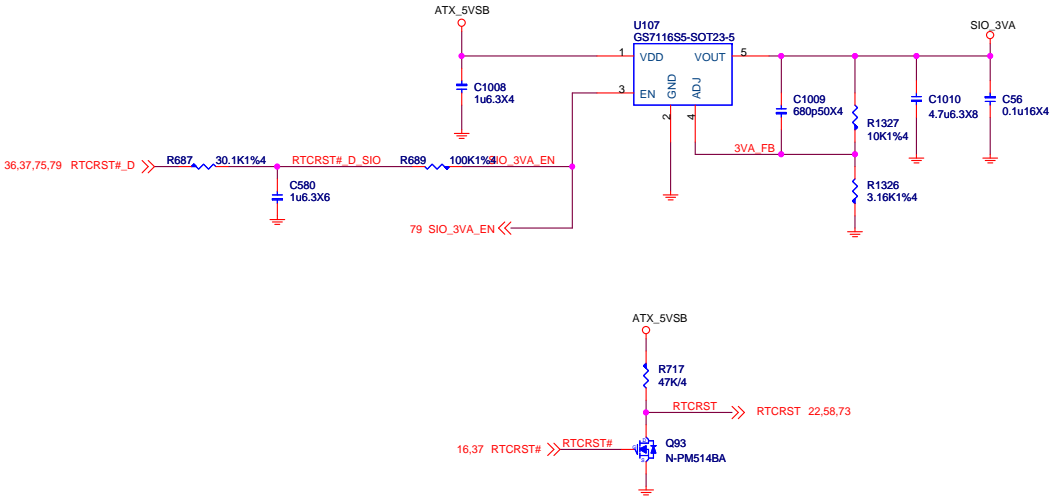 ATX_5VSB
U107
GS7116S5-SOT23-5
SIO_3VA
1 VDD VOUT 5
3 EN GND ADJ
2 4
C1008
1u6.3X4
C1009
680p50X4
R1327
10K1%4
C1010
4.7u6.3X8
C56
0.1u16X4
3VA_FB
36,37,75,79 RTCRST#_D R687 30.1K1%4 RTCRST#_D_SIO R689 100K1%4 SIO_3VA_EN
C580
1u6.3X6
R1326
3.16K1%4
79 SIO_3VA_EN
ATX_5VSB
R717
47K/4
RTCRST RTCRST 22,58,73
16,37 RTCRST# RTCRST#
Q93
N-PM514BA